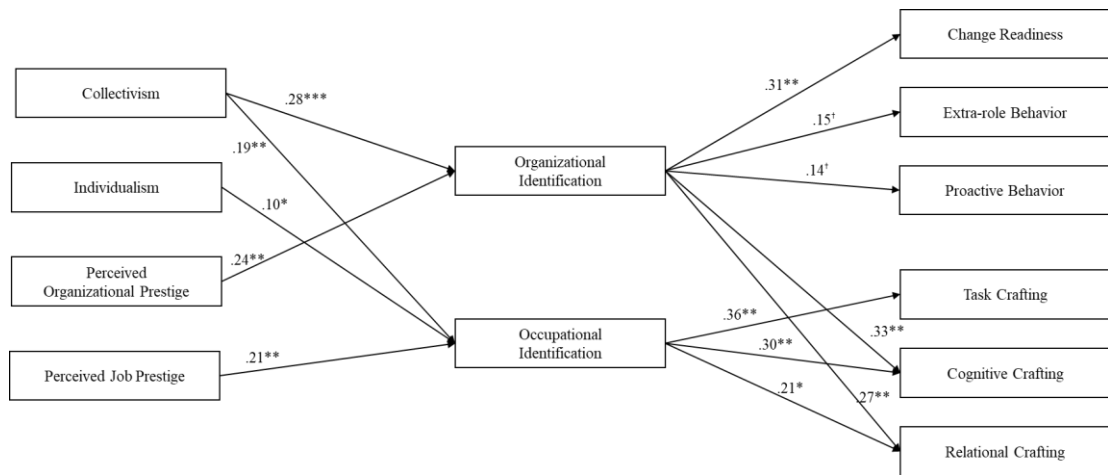 Change Readiness
Collectivism
.31**
.28***
Extra-role Behavior
.15†
.19**
Organizational
Identification
Individualism
.14†
Proactive Behavior
.10*
Perceived
Organizational Prestige
.24**
Task Crafting
.36**
Occupational
Identification
.33**
.30**
Perceived Job Prestige
.21**
Cognitive Crafting
.21*
.27**
Relational Crafting